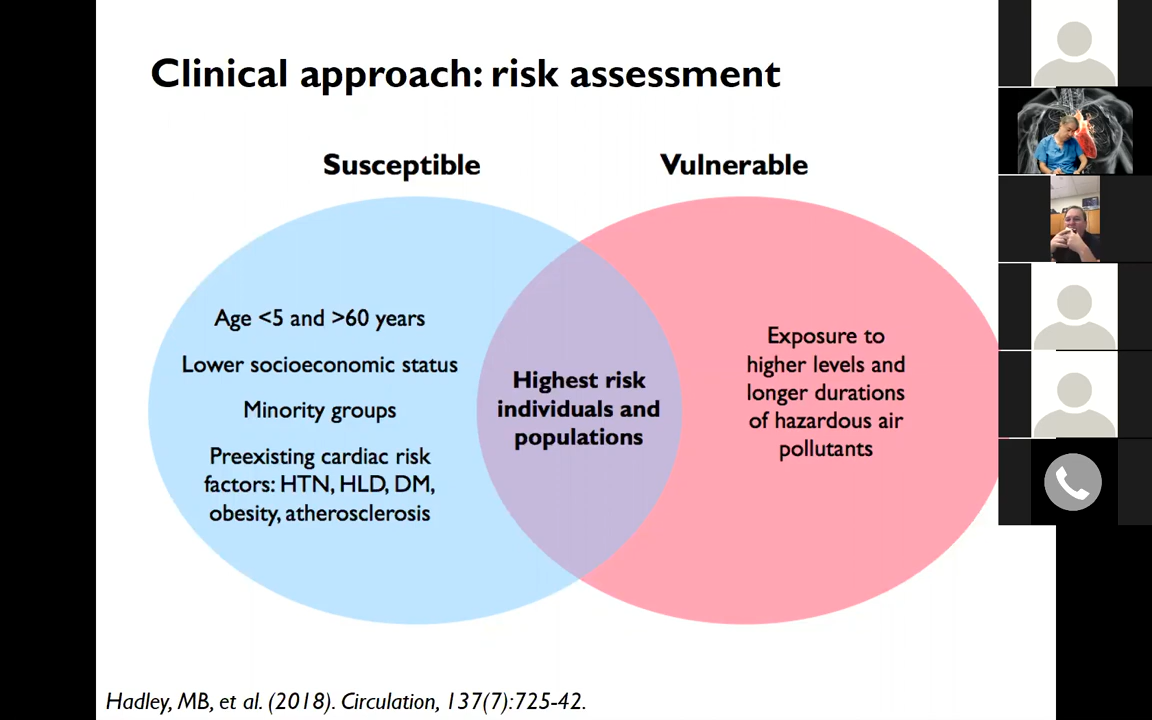 Clinical approach: risk assessment
Susceptible
Vulnerable
Age <5 and >60 years
Lower socioeconomic status
Minority groups
Preexisting cardiac risk
factors: HTN, HLD, DM,
obesity, atherosclerosis
Highest risk
individuals and
populations
Exposure to
higher levels and
longer durations
of hazardous air
pollutants
Hadley, MB, et al. (2018). Circulation, 137(7):725-42.